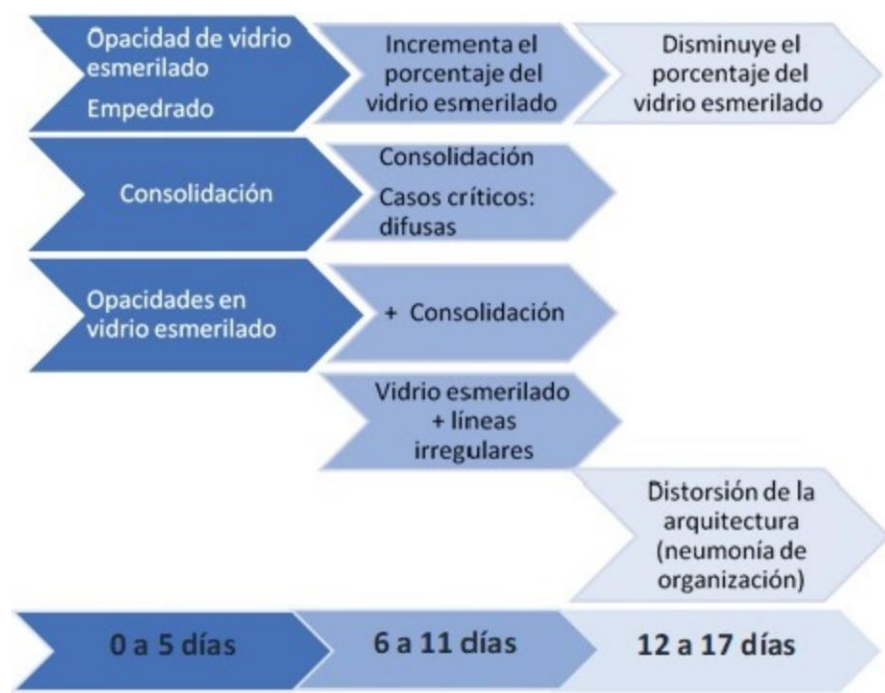 Opacidad de vidrio
esmerilado
Empedrado
Incrementa el
porcentaje del
vidrio esmerilado
Disminuye el
porcentaje del
vidrio esmerilado
Consolidación
Consolidación
Casos críticos:
difusas
Opacidades en
vidrio esmerilado
+ Consolidación
Vidrio esmerilado
+ líneas
irregulares
Distorsión de la
arquitectura
(neumonía de
organización)
0 a 5 días
6 a 11 días
12 a 17 días